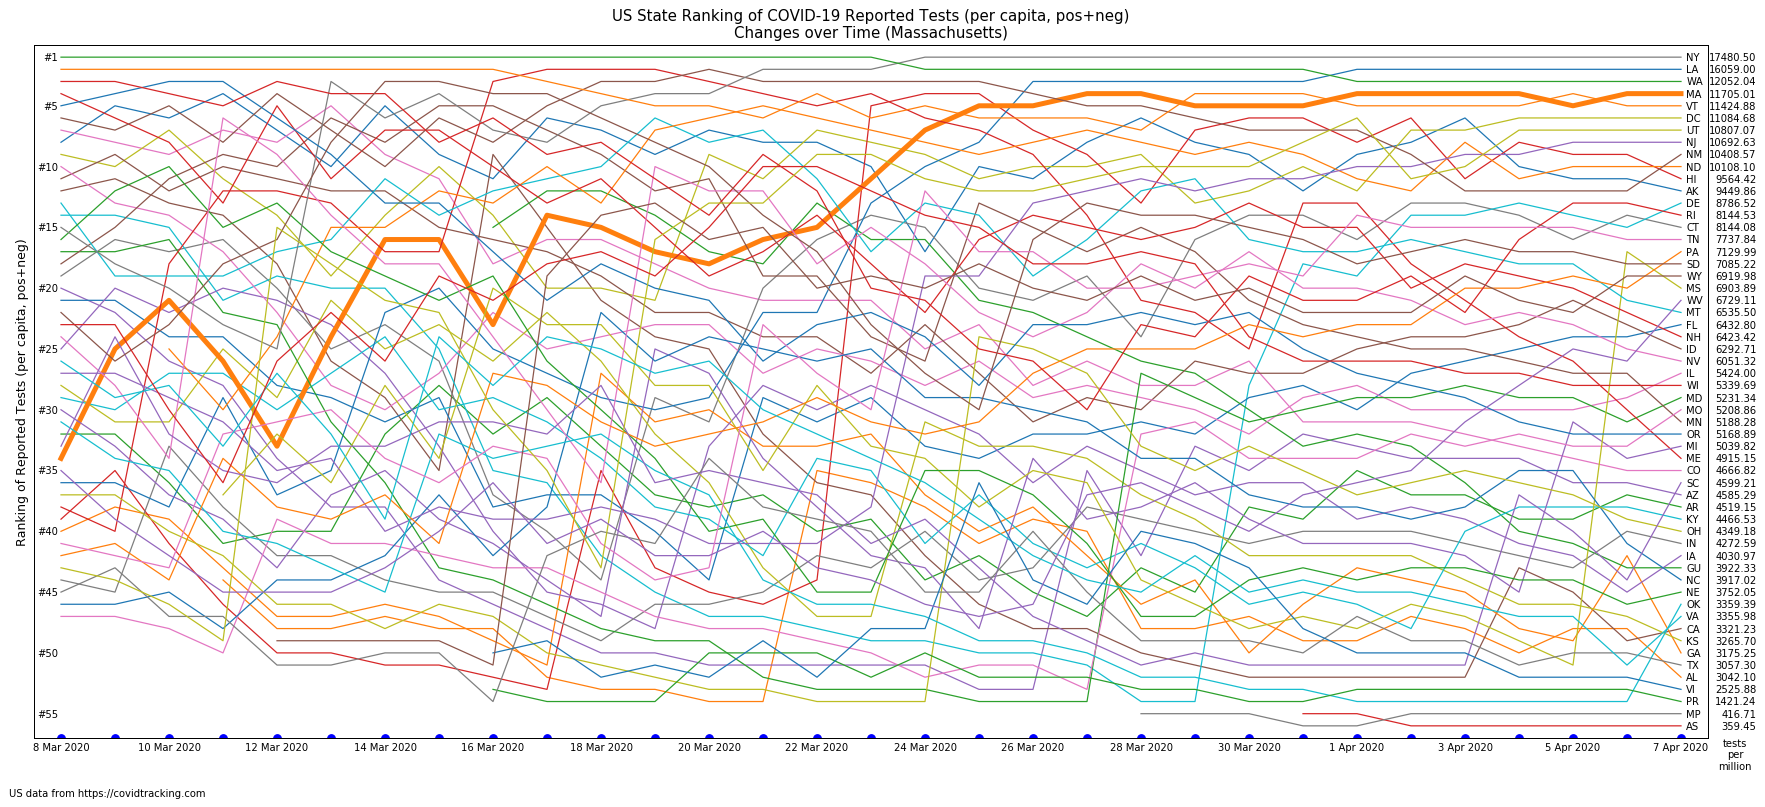 US State Ranking of COVID-19 Reported Tests (per capita, pos+neg)
Changes over Time (Massachusetts)
Ranking of Reported Tests (per capita, pos+neg)
#1
#5
#10
#15
#20
#25
#30
#35
#40
#45
#50
#55
NY 17480.50
LA 16059.00
WA 12052.04
MA 11705.01
VT 11424.88
DC 11084.68
UT 10807.07
NJ 10692.63
NM 10408.57
ND 10108.10
HI 9564.42
AK 9449.86
DE 8786.52
RI 8144.53
CT 8144.08
TN 7737.84
PA 7129.99
SD 7085.22
WY 6919.98
MS 6903.89
WV 6729.11
MT 6535.50
FL 6432.80
NH 6423.42
ID 6292.71
NV 6051.32
IL 5424.00
WI 5339.69
MD 5231.34
MO 5208.86
MN 5188.28
OR 5168.89
MI 5039.82
ME 4915.15
CO 4666.82
SC 4599.21
AZ 4585.29
AR 4519.15
KY 4466.53
OH 4349.18
IN 4272.59
IA 4030.97
GU 3922.33
NC 3917.02
NE 3752.05
OK 3359.39
VA 3355.98
CA 3321.23
KS 3265.70
GA 3175.25
TX 3057.30
AL 3042.10
VI 2525.88
PR 1421.24
MP 416.71
AS 359.45
8 Mar 2020 10 Mar 2020 12 Mar 2020 14 Mar 2020 16 Mar 2020 18 Mar 2020 20 Mar 2020 22 Mar 2020 24 Mar 2020 26 Mar 2020 28 Mar 2020 30 Mar 2020 1 Apr 2020 3 Apr 2020 5 Apr 2020 7 Apr 2020
tests
per
million
US data from https://covidtracking.com